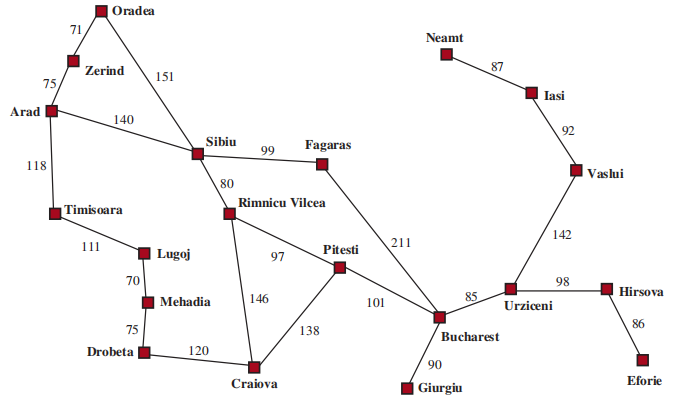 Oradea
71
Neamt
Zerind
87
151
75
Iasi
Arad
140
92
Sibiu
Fagaras
99
118
Vaslui
80
Timisoara
Rimnicu Vilcea
142
111
211
Lugoj
Pitesti
97
70
98
Hirsova
146
85
Mehadia
101
Urziceni
86
75
138
Bucharest
120
Drobeta
90
Eforie
Craiova
Giurgiu